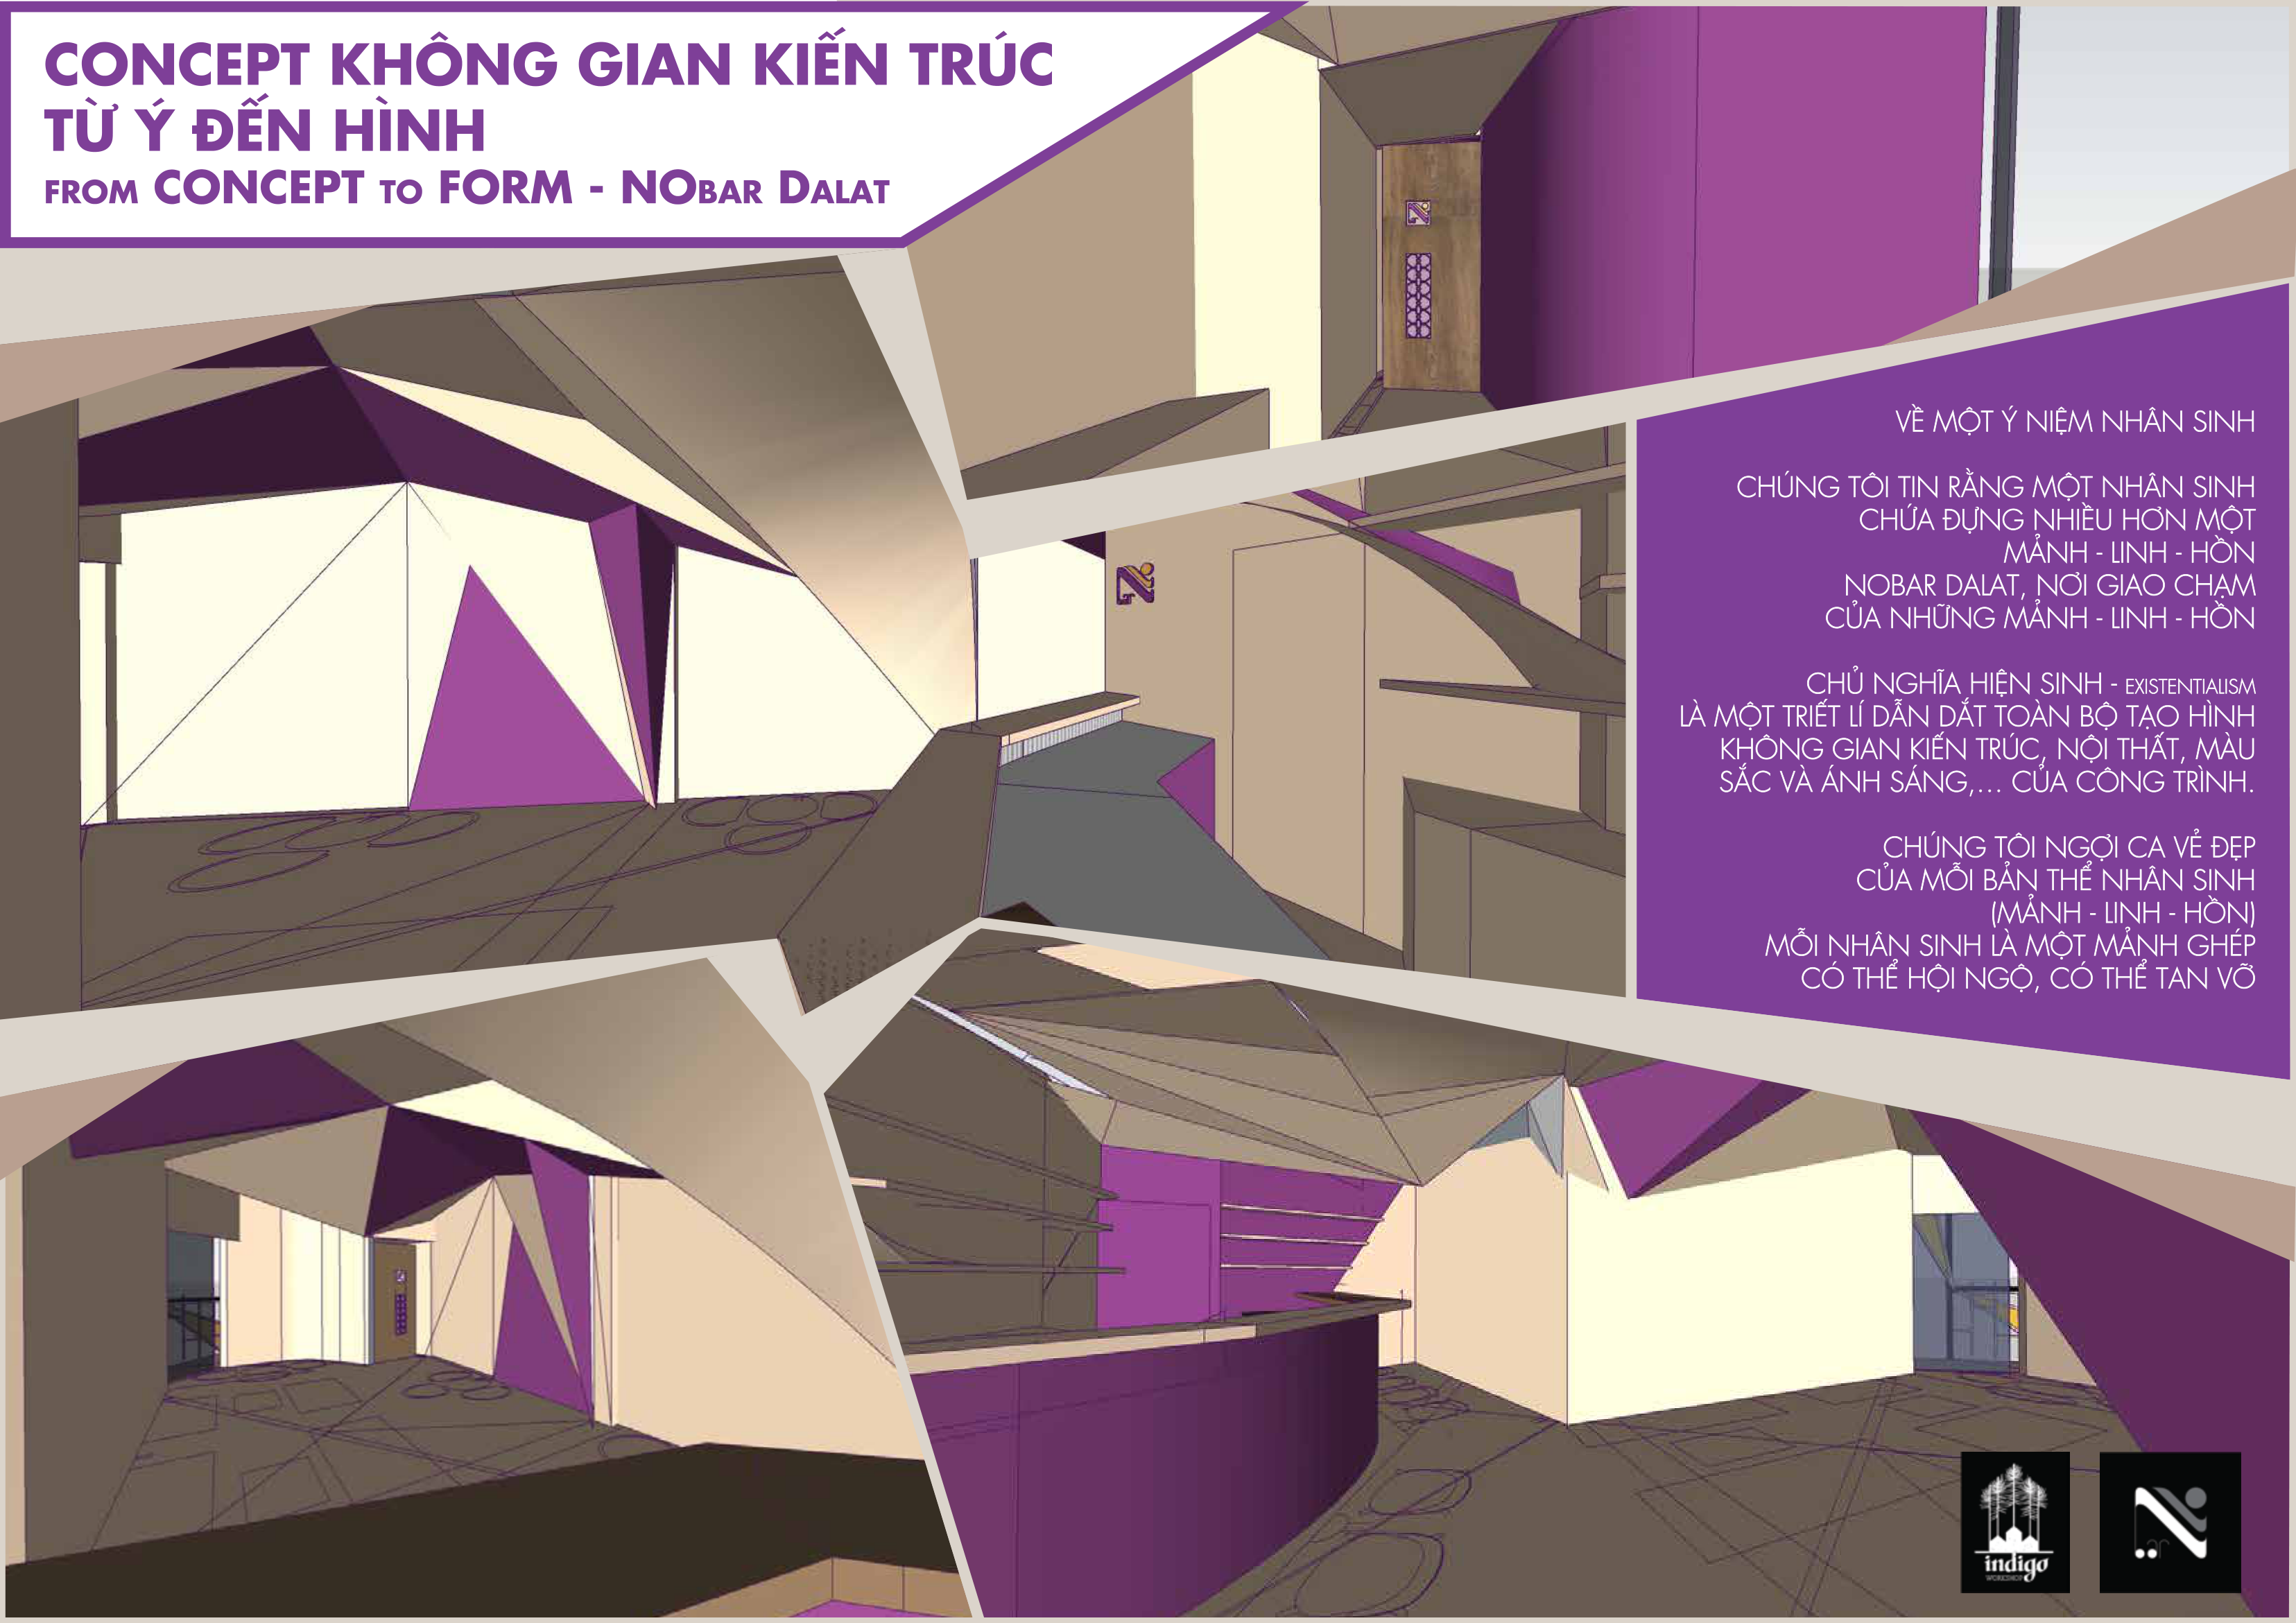 CONCEPT KHÔNG GIAN KIẾN TRÚC
TỪ Ý ĐẾN HÌNH
FROM CONCEPT TO FORM - NOBAR DALAT
VỀ MỘT Ý NIỆM NHÂN SINH
CHÚNG TÔI TIN RẰNG MỘT NHÂN SINH
CHỨA ĐỰNG NHIỀU HƠN MỘT
MẢNH - LINH - HỒN
NOBAR DALAT, NƠI GIAO CHẠM
CỦA NHỮNG MẢNH - LINH - HỒN
CHỦ NGHĨA HIỆN SINH - EXISTENTIALISM
LÀ MỘT TRIẾT LÍ DẪN DẮT TOÀN BỘ TẠO HÌNH
KHÔNG GIAN KIẾN TRÚC, NỘI THẤT, MÀU
SẮC VÀ ÁNH SÁNG,... CỦA CÔNG TRÌNH.
CHÚNG TÔI NGỢI CA VẺ ĐẸP
CỦA MỖI BẢN THỂ NHÂN SINH
(MẢNH - LINH - HỒN)
MỖI NHÂN SINH LÀ MỘT MẢNH GHÉP
CÓ THỂ HỘI NGỘ, CÓ THỂ TAN VỠ
indigo
WORKSHOP